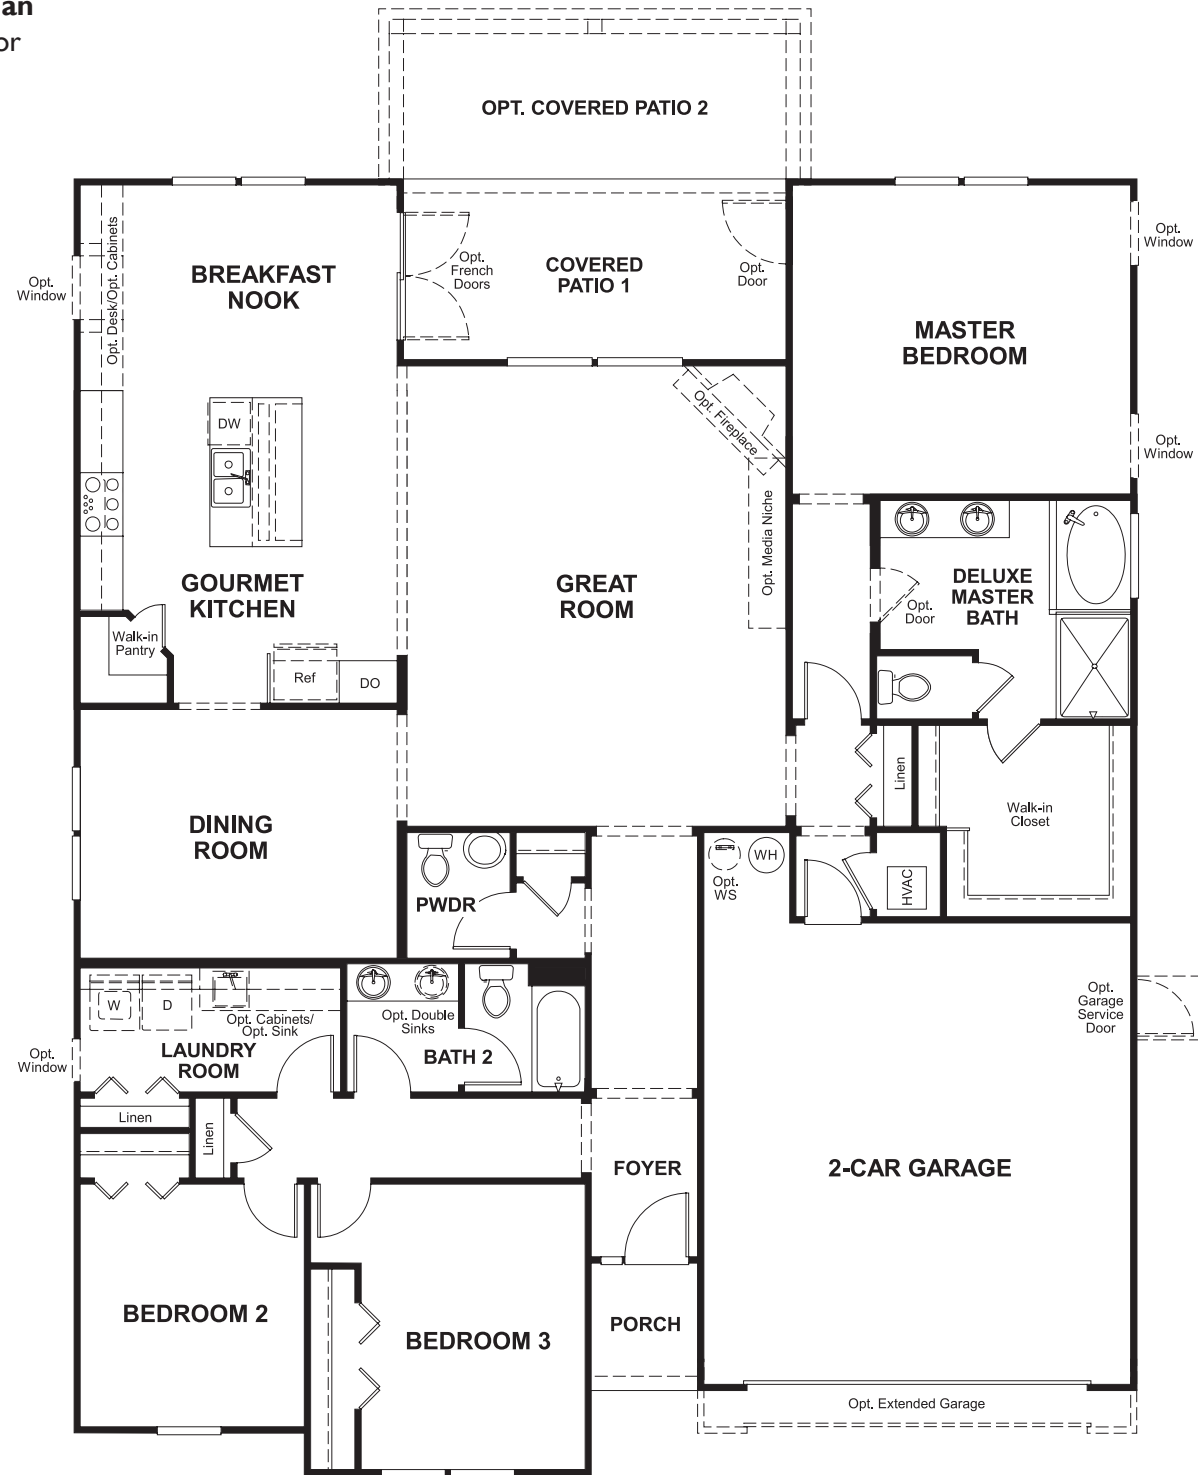 an
or
OPT. COVERED PATIO 2
Opt.
Window
Opt. Desk/Opt. Cabinets
BREAKFAST
NOOK
Opt.
French
Doors
COVERED
PATIO 1
Opt.
Door
MASTER
BEDROOM
Opt.
Window
Opt.
Window
DW
Opt. Fireplace
Opt. Media Niche
GOURMET
KITCHEN
GREAT
ROOM
DELUXE
MASTER
BATH
Opt.
Door
Walk-in
Pantry
Ref
DO
DINING
ROOM
Linen
Walk-in
Closet
PWDR
Opt.
WS
WH
HVAC
W
D
Opt. Cabinets/
Opt. Sink
Opt. Double
Sinks
Opt.
Garage
Service
Door
Opt.
Window
LAUNDRY
ROOM
BATH 2
Linen
Linen
FOYER
2-CAR GARAGE
BEDROOM 2
BEDROOM 3
PORCH
Opt. Extended Garage